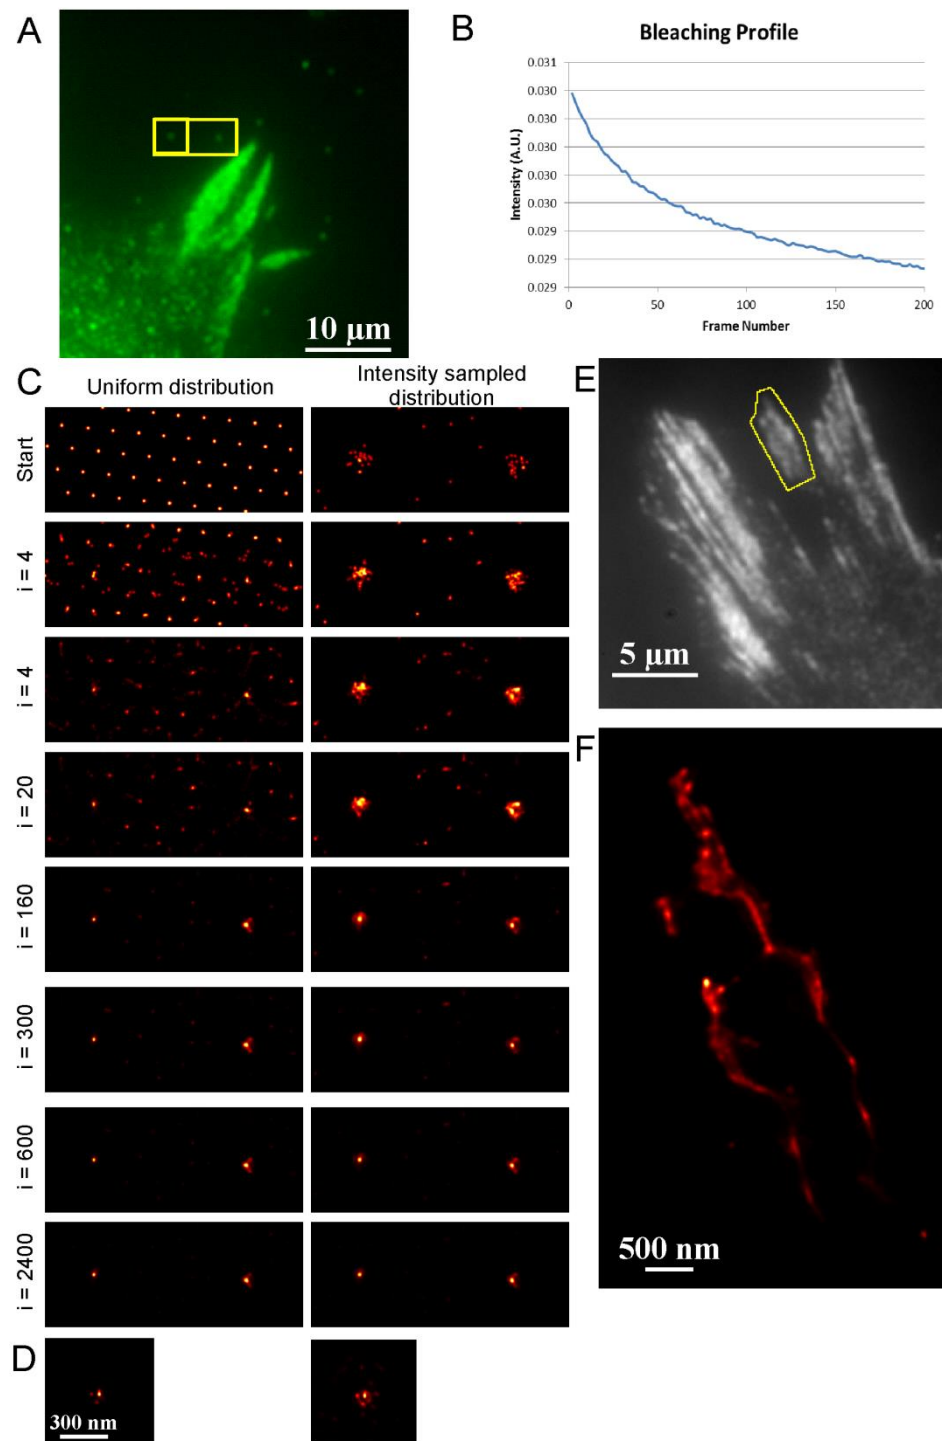 A
10 µm
B
Bleaching Profile
Intensity (A.U.)
0.031
0.030
0.030
0.030
0.030
0.030
0.029
0.029
0.029
0
50
100
150
200
Frame Number
C
Uniform distribution
Intensity sampled
distribution
Start
i = 4
i = 4
i = 20
i = 160
i = 300
i = 600
i = 2400
D
300 nm
E
5 µm
F
500 nm